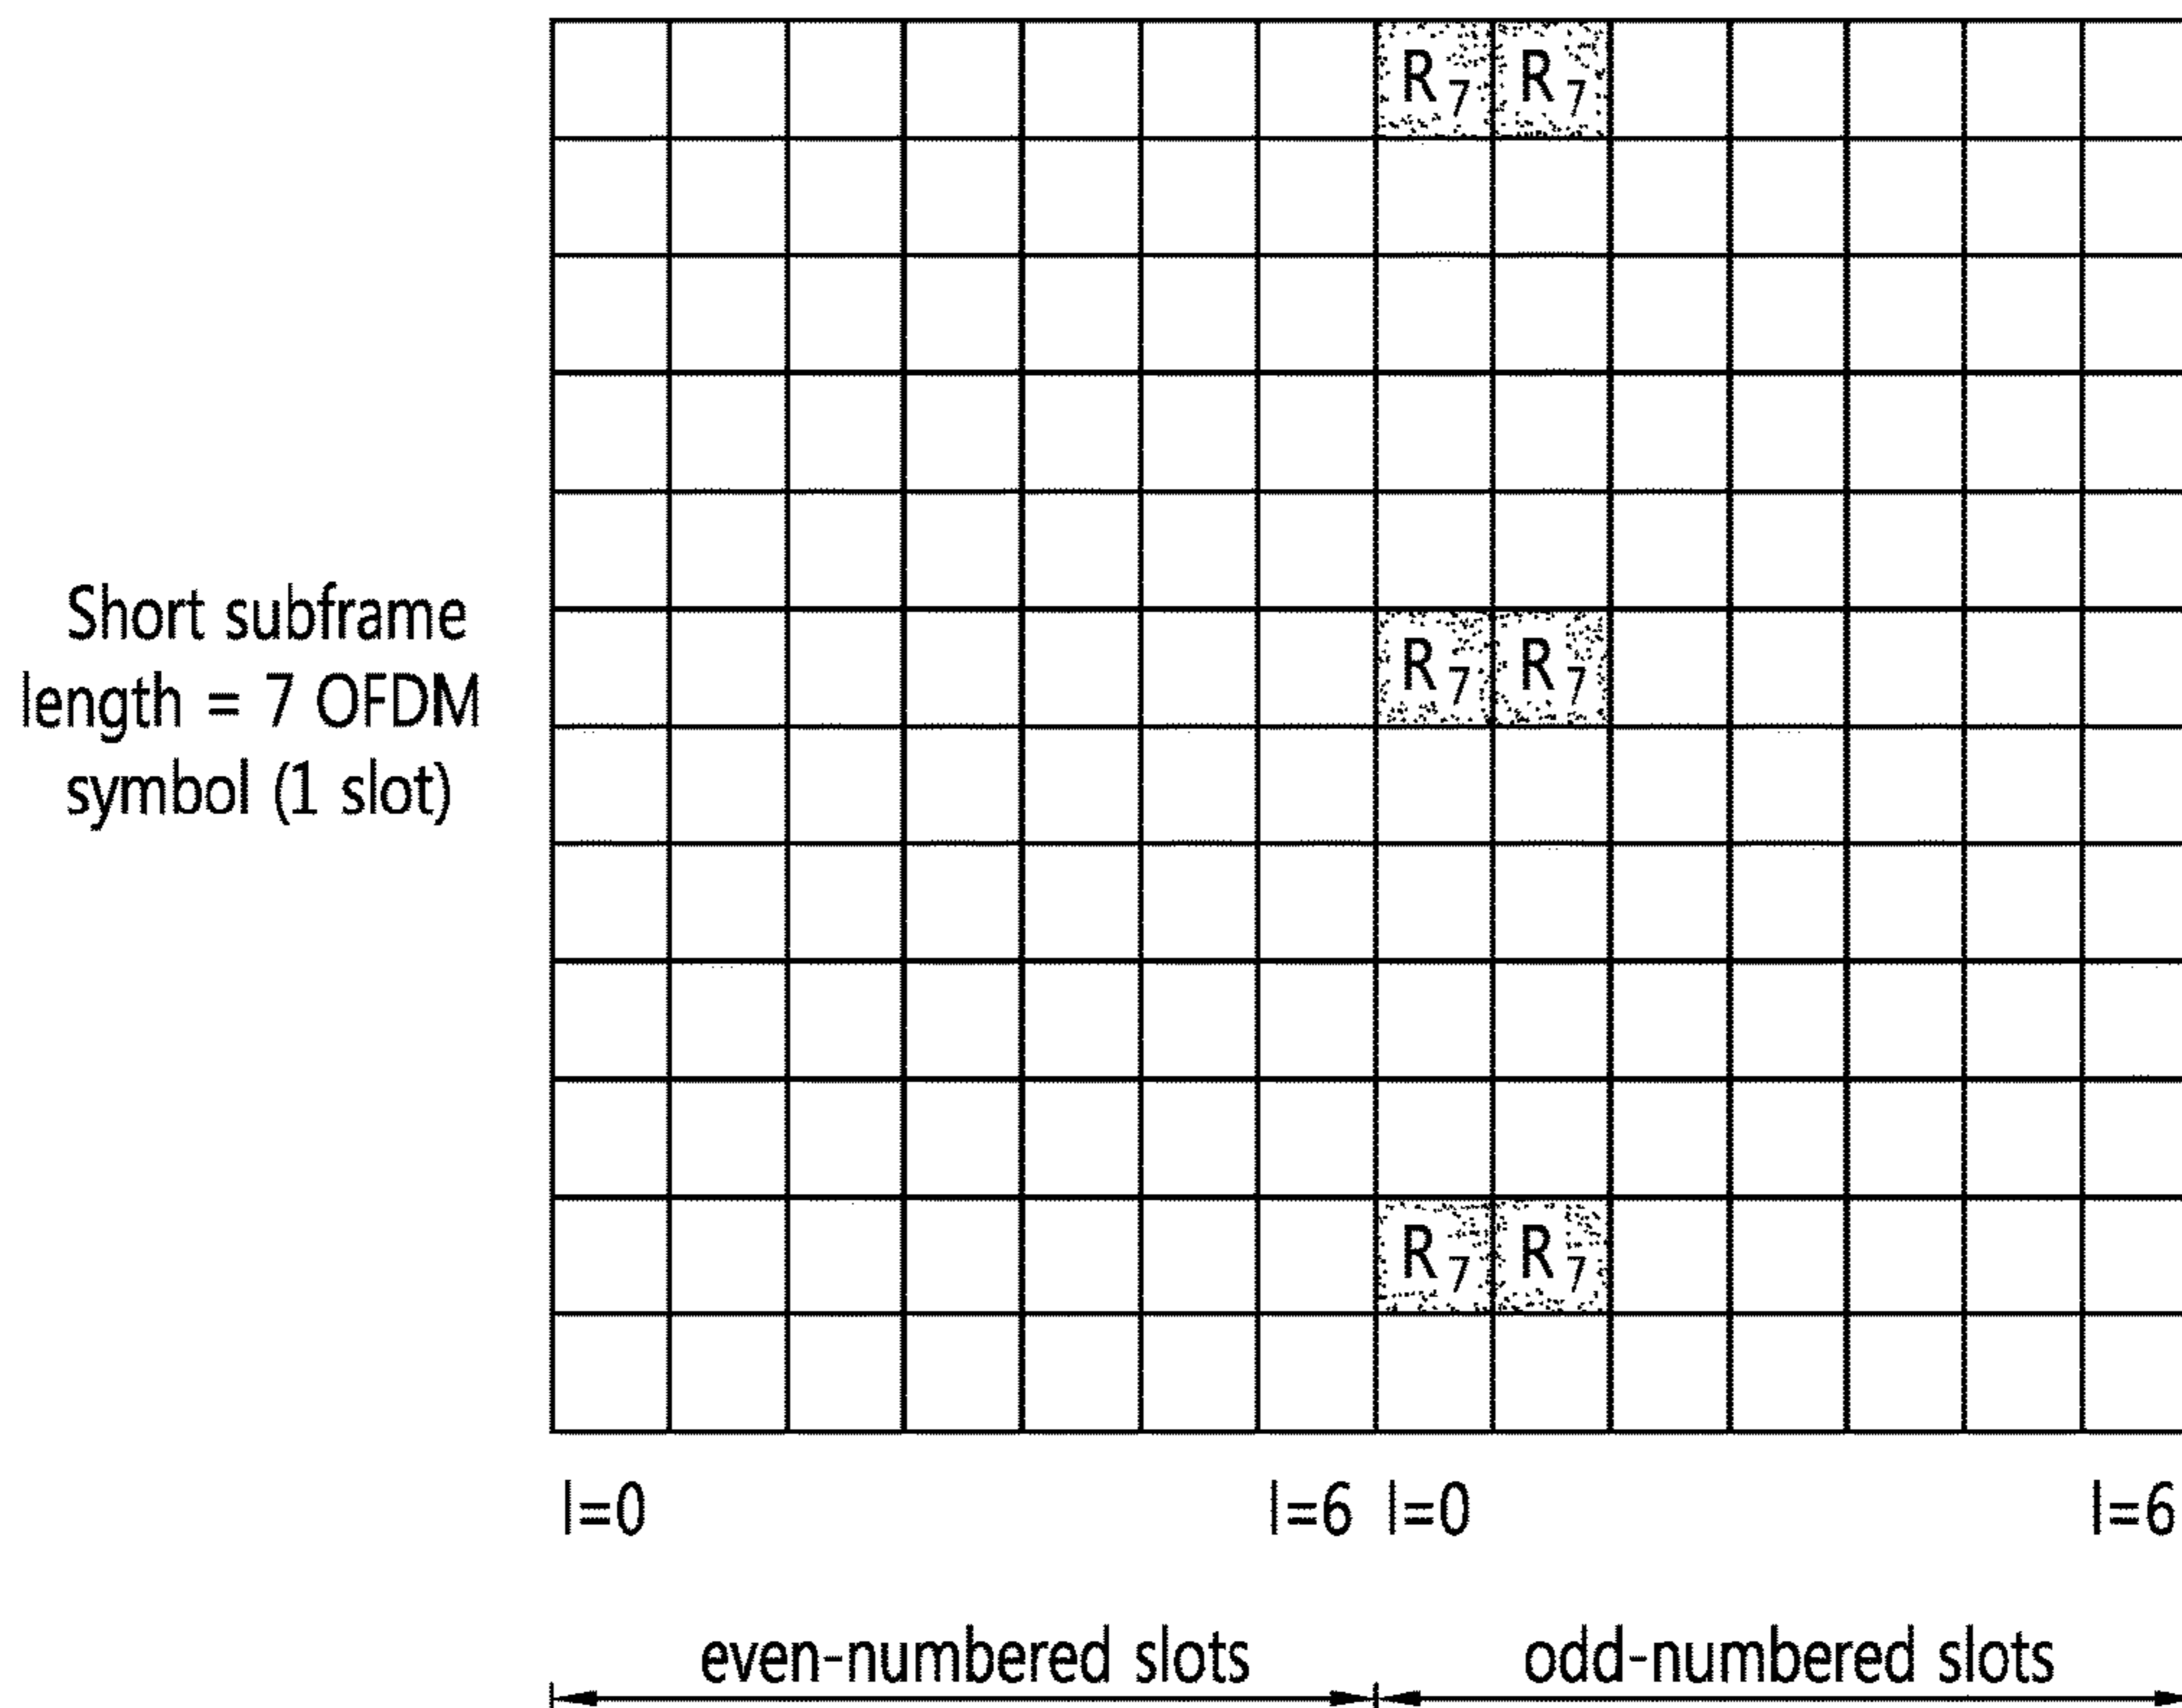 R7 R7
Short subframe
length = 7 OFDM
symbol (1 slot)
R7 R7
R7 R7
l=0 l=6 l=0 l=6
even-numbered slots odd-numbered slots